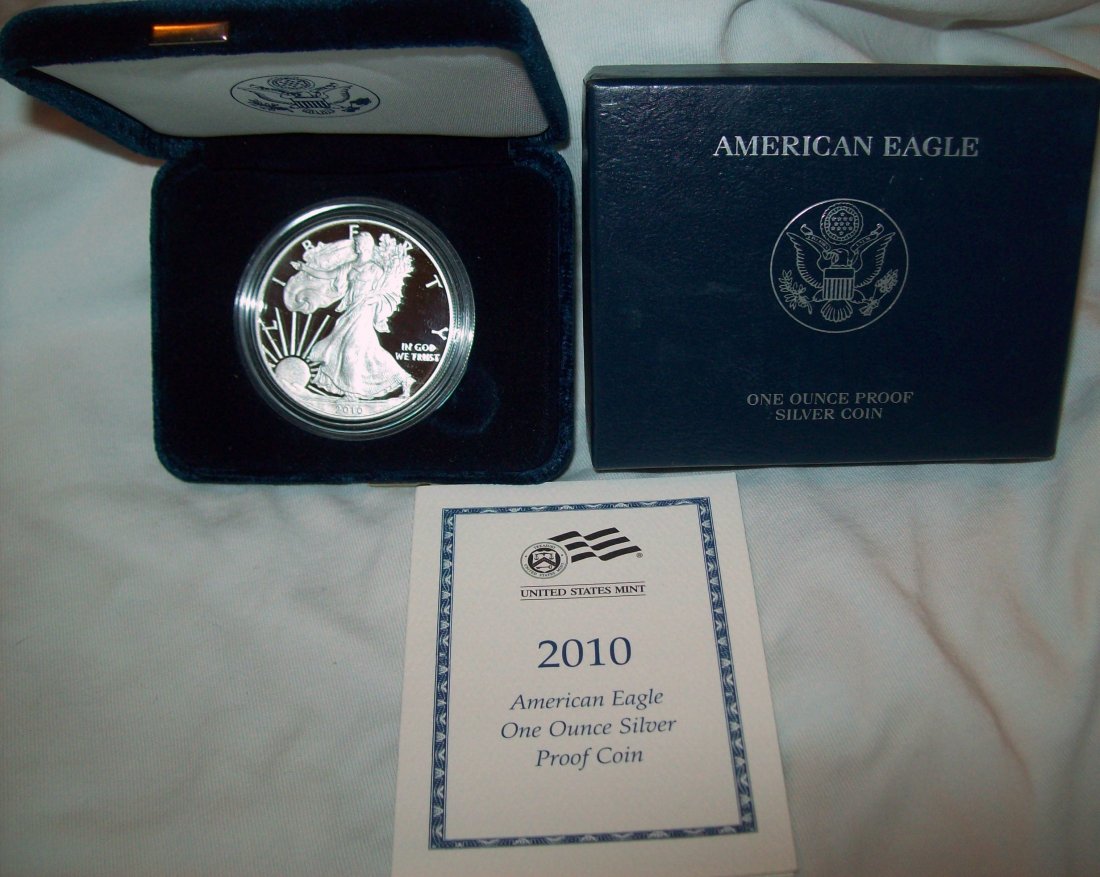 LIBERTY
IN GOD
WE TRUST
2010
AMERICAN EAGLE
ONE OUNCE PROOF
SILVER COIN
UNITED STATES MINT
2010
American Eagle
One Ounce Silver
Proof Coin